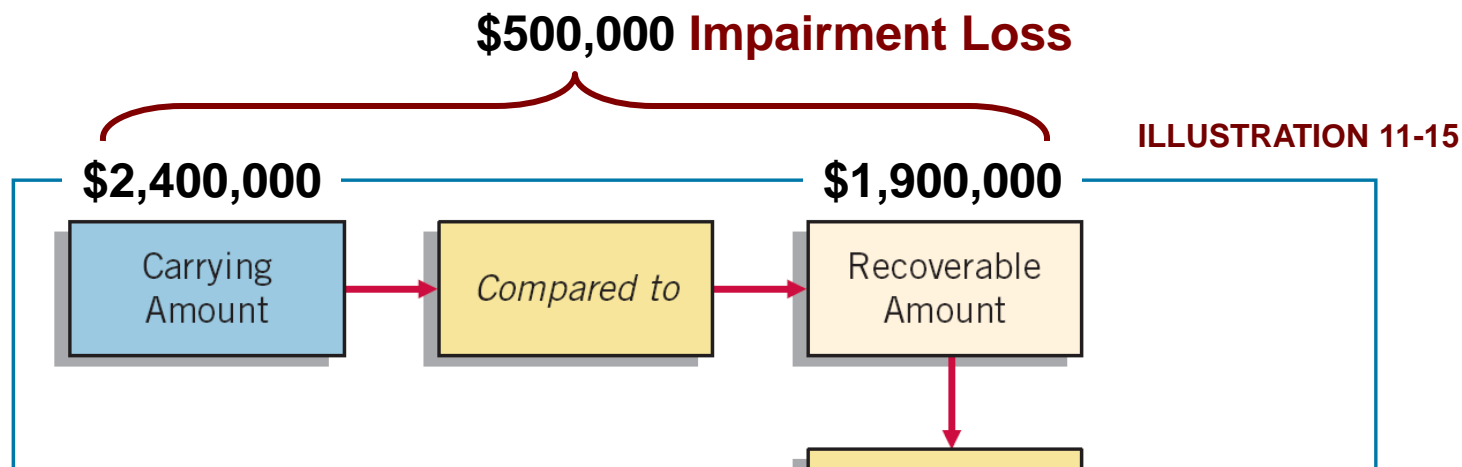 $500,000 Impairment Loss
ILLUSTRATION 11-15
$2,400,000
$1,900,000
Carrying
Amount
Compared to
Recoverable
Amount